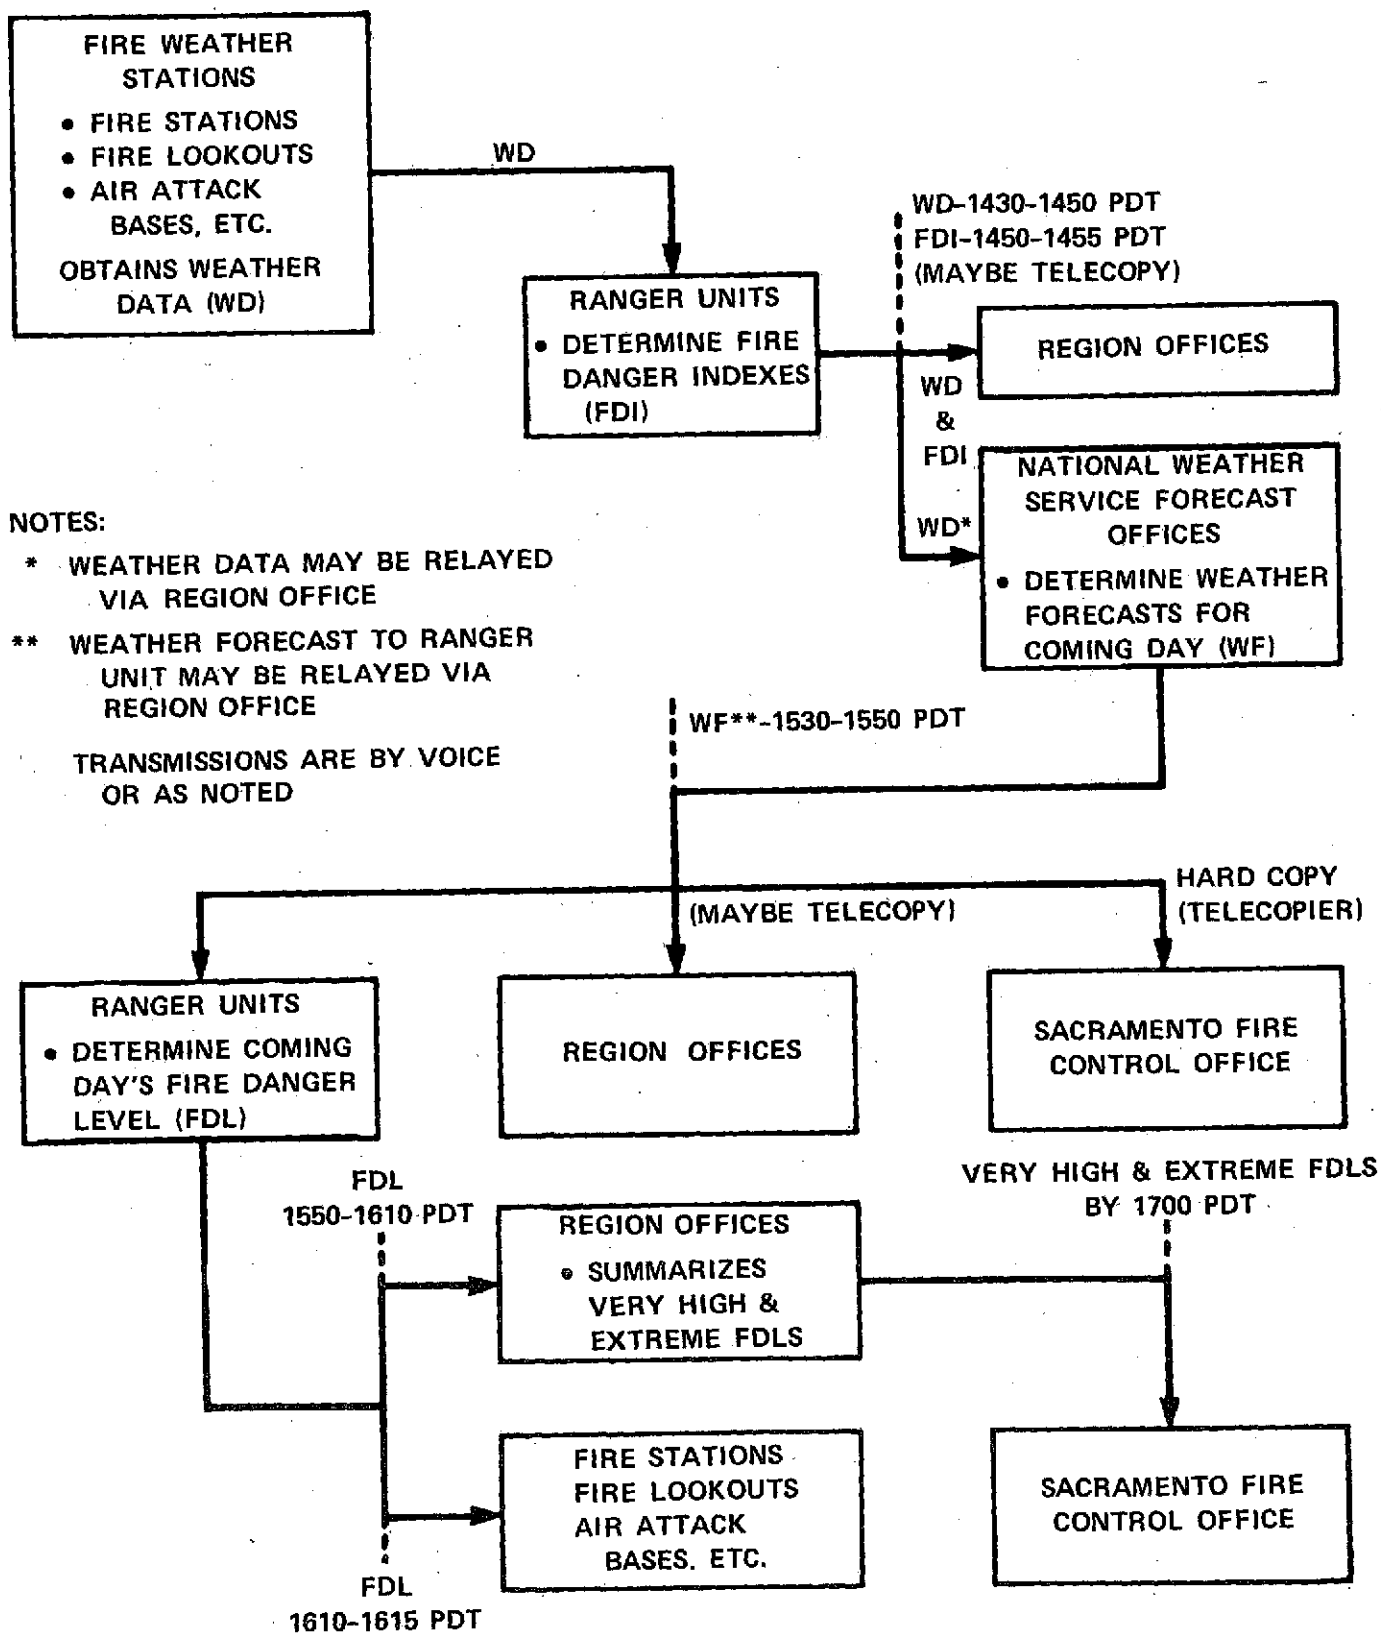 FIRE WEATHER
STATIONS
• FIRE STATIONS
• FIRE LOOKOUTS
• AIR ATTACK
BASES, ETC.
OBTAINS WEATHER
DATA (WD)
WD
RANGER UNITS
• DETERMINE FIRE
DANGER INDEXES
(FDI)
WD-1430-1450 PDT
FDI-1450-1455 PDT
(MAYBE TELECOPY)
REGION OFFICES
WD
&
FDI
WD*
NATIONAL WEATHER
SERVICE FORECAST
OFFICES
• DETERMINE WEATHER
FORECASTS FOR
COMING DAY (WF)
NOTES:
* WEATHER DATA MAY BE RELAYED
VIA REGION OFFICE
** WEATHER FORECAST TO RANGER
UNIT MAY BE RELAYED VIA
REGION OFFICE
TRANSMISSIONS ARE BY VOICE
OR AS NOTED
WF**-1530-1550 PDT
(MAYBE TELECOPY)
HARD COPY
(TELECOPIER)
RANGER UNITS
• DETERMINE COMING
DAY'S FIRE DANGER
LEVEL (FDL)
REGION OFFICES
SACRAMENTO FIRE
CONTROL OFFICE
FDL
1550-1610 PDT
REGION OFFICES
• SUMMARIZES
VERY HIGH &
EXTREME FDLS
VERY HIGH & EXTREME FDLS
BY 1700 PDT
FIRE STATIONS
FIRE LOOKOUTS
AIR ATTACK
BASES. ETC.
SACRAMENTO FIRE
CONTROL OFFICE
FDL
1610-1615 PDT